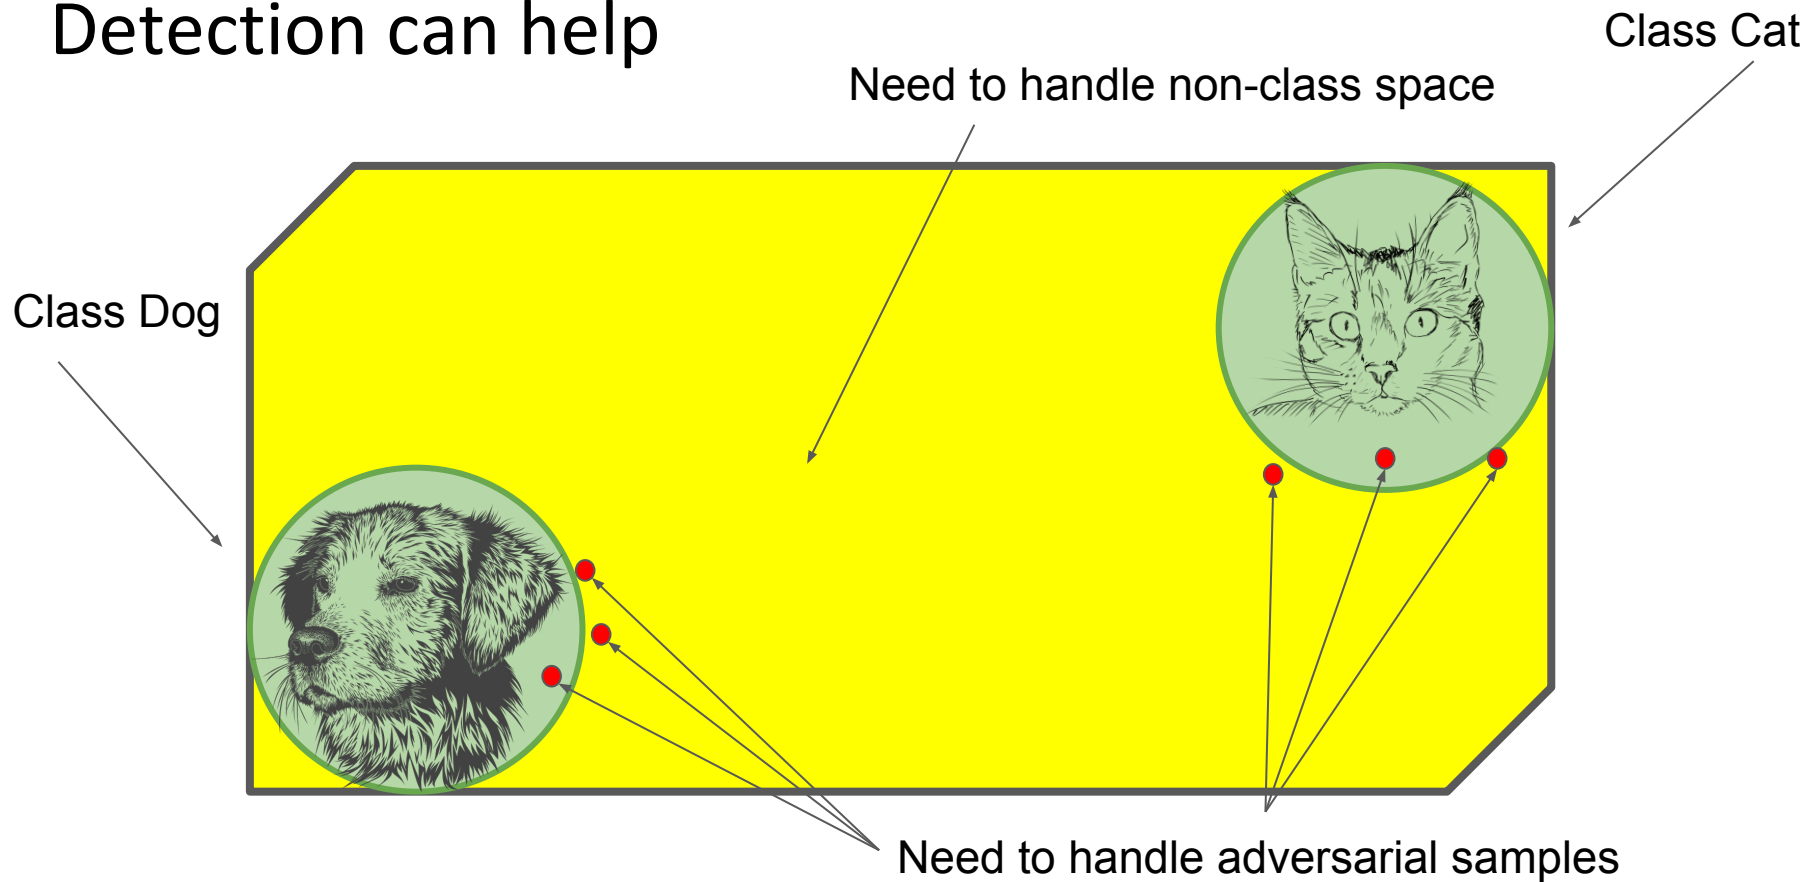 Detection can help
Class Cat
Need to handle non-class space
Class Dog
Need to handle adversarial samples